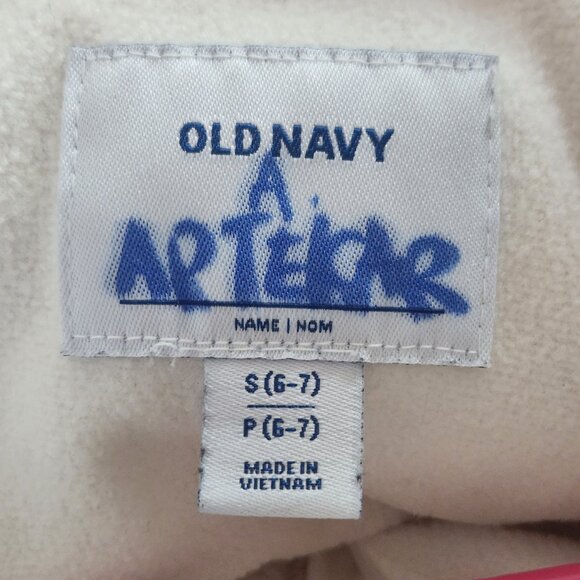 OLD NAVY
A.
APTEKAR
NAME | NOM
S (6-7)
P (6-7)
MADE IN
VIETNAM